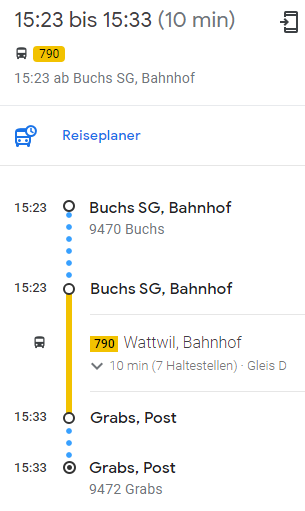 15:23 bis 15:33 (10 min)
790
15:23 ab Buchs SG, Bahnhof
Reiseplaner
15:23 Buchs SG, Bahnhof
9470 Buchs
15:23 Buchs SG, Bahnhof
790 Wattwil, Bahnhof
10 min (7 Haltestellen) · Gleis D
15:33 Grabs, Post
15:33 Grabs, Post
9472 Grabs